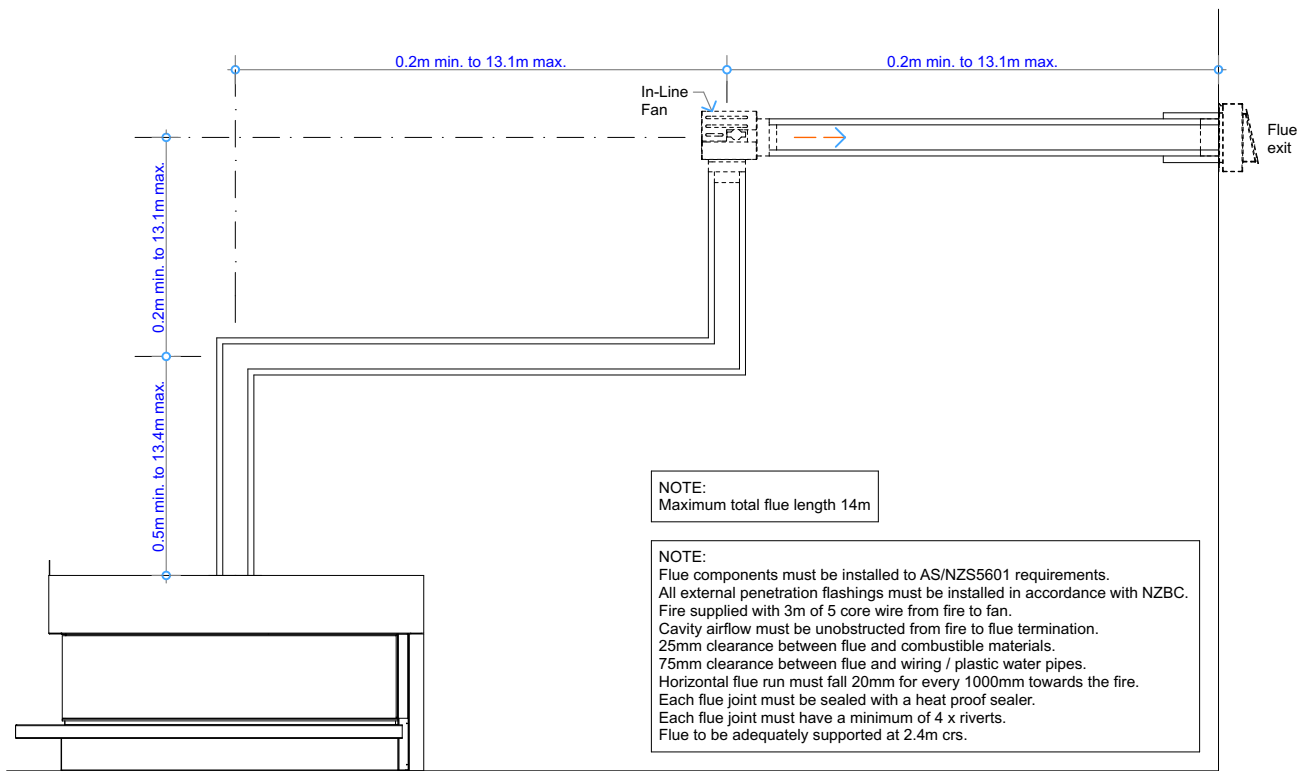 0.2m min. to 13.1m max.
0.2m min. to 13.1m max.
In-Line
Fan
Flue
exit
0.2m min. to 13.1m max.
0.5m min. to 13.4m max.
NOTE:
Maximum total flue length 14m
NOTE:
Flue components must be installed to AS/NZS5601 requirements.
All external penetration flashings must be installed in accordance with NZBC.
Fire supplied with 3m of 5 core wire from fire to fan.
Cavity airflow must be unobstructed from fire to flue termination.
25mm clearance between flue and combustible materials.
75mm clearance between flue and wiring / plastic water pipes.
Horizontal flue run must fall 20mm for every 1000mm towards the fire.
Each flue joint must be sealed with a heat proof sealer.
Each flue joint must have a minimum of 4 x riverts.
Flue to be adequately supported at 2.4m crs.